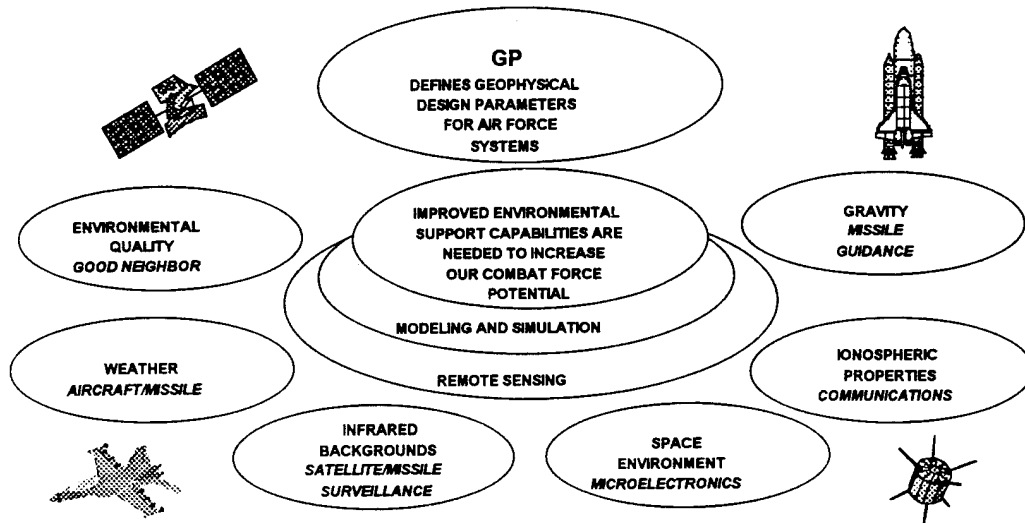 GP
DEFINES GEOPHYSICAL
DESIGN PARAMETERS
FOR AIR FORCE
SYSTEMS
ENVIRONMENTAL
QUALITY
GOOD NEIGHBOR
IMPROVED ENVIRONMENTAL
SUPPORT CAPABILITIES ARE
NEEDED TO INCREASE
OUR COMBAT FORCE
POTENTIAL
GRAVITY
MISSILE
GUIDANCE
MODELING AND SIMULATION
REMOTE SENSING
WEATHER
AIRCRAFT/MISSILE
IONOSPHERIC
PROPERTIES
COMMUNICATIONS
INFRARED
BACKGROUNDS
SATELLITE/MISSILE
SURVEILLANCE
SPACE
ENVIRONMENT
MICROELECTRONICS